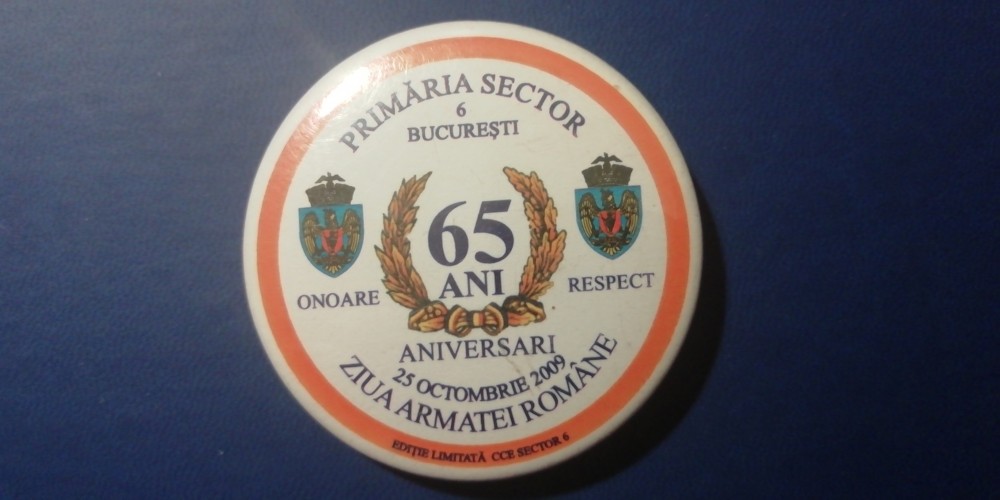 PRIMĂRIA SECTOR
6
BUCUREȘTI
65
ANI
ONOARE
RESPECT
ANIVERSARI
25 OCTOMBRIE 2009
ZIUA ARMATEI ROMÂNE
EDIȚIE LIMITATĂ CCE SECTOR 6